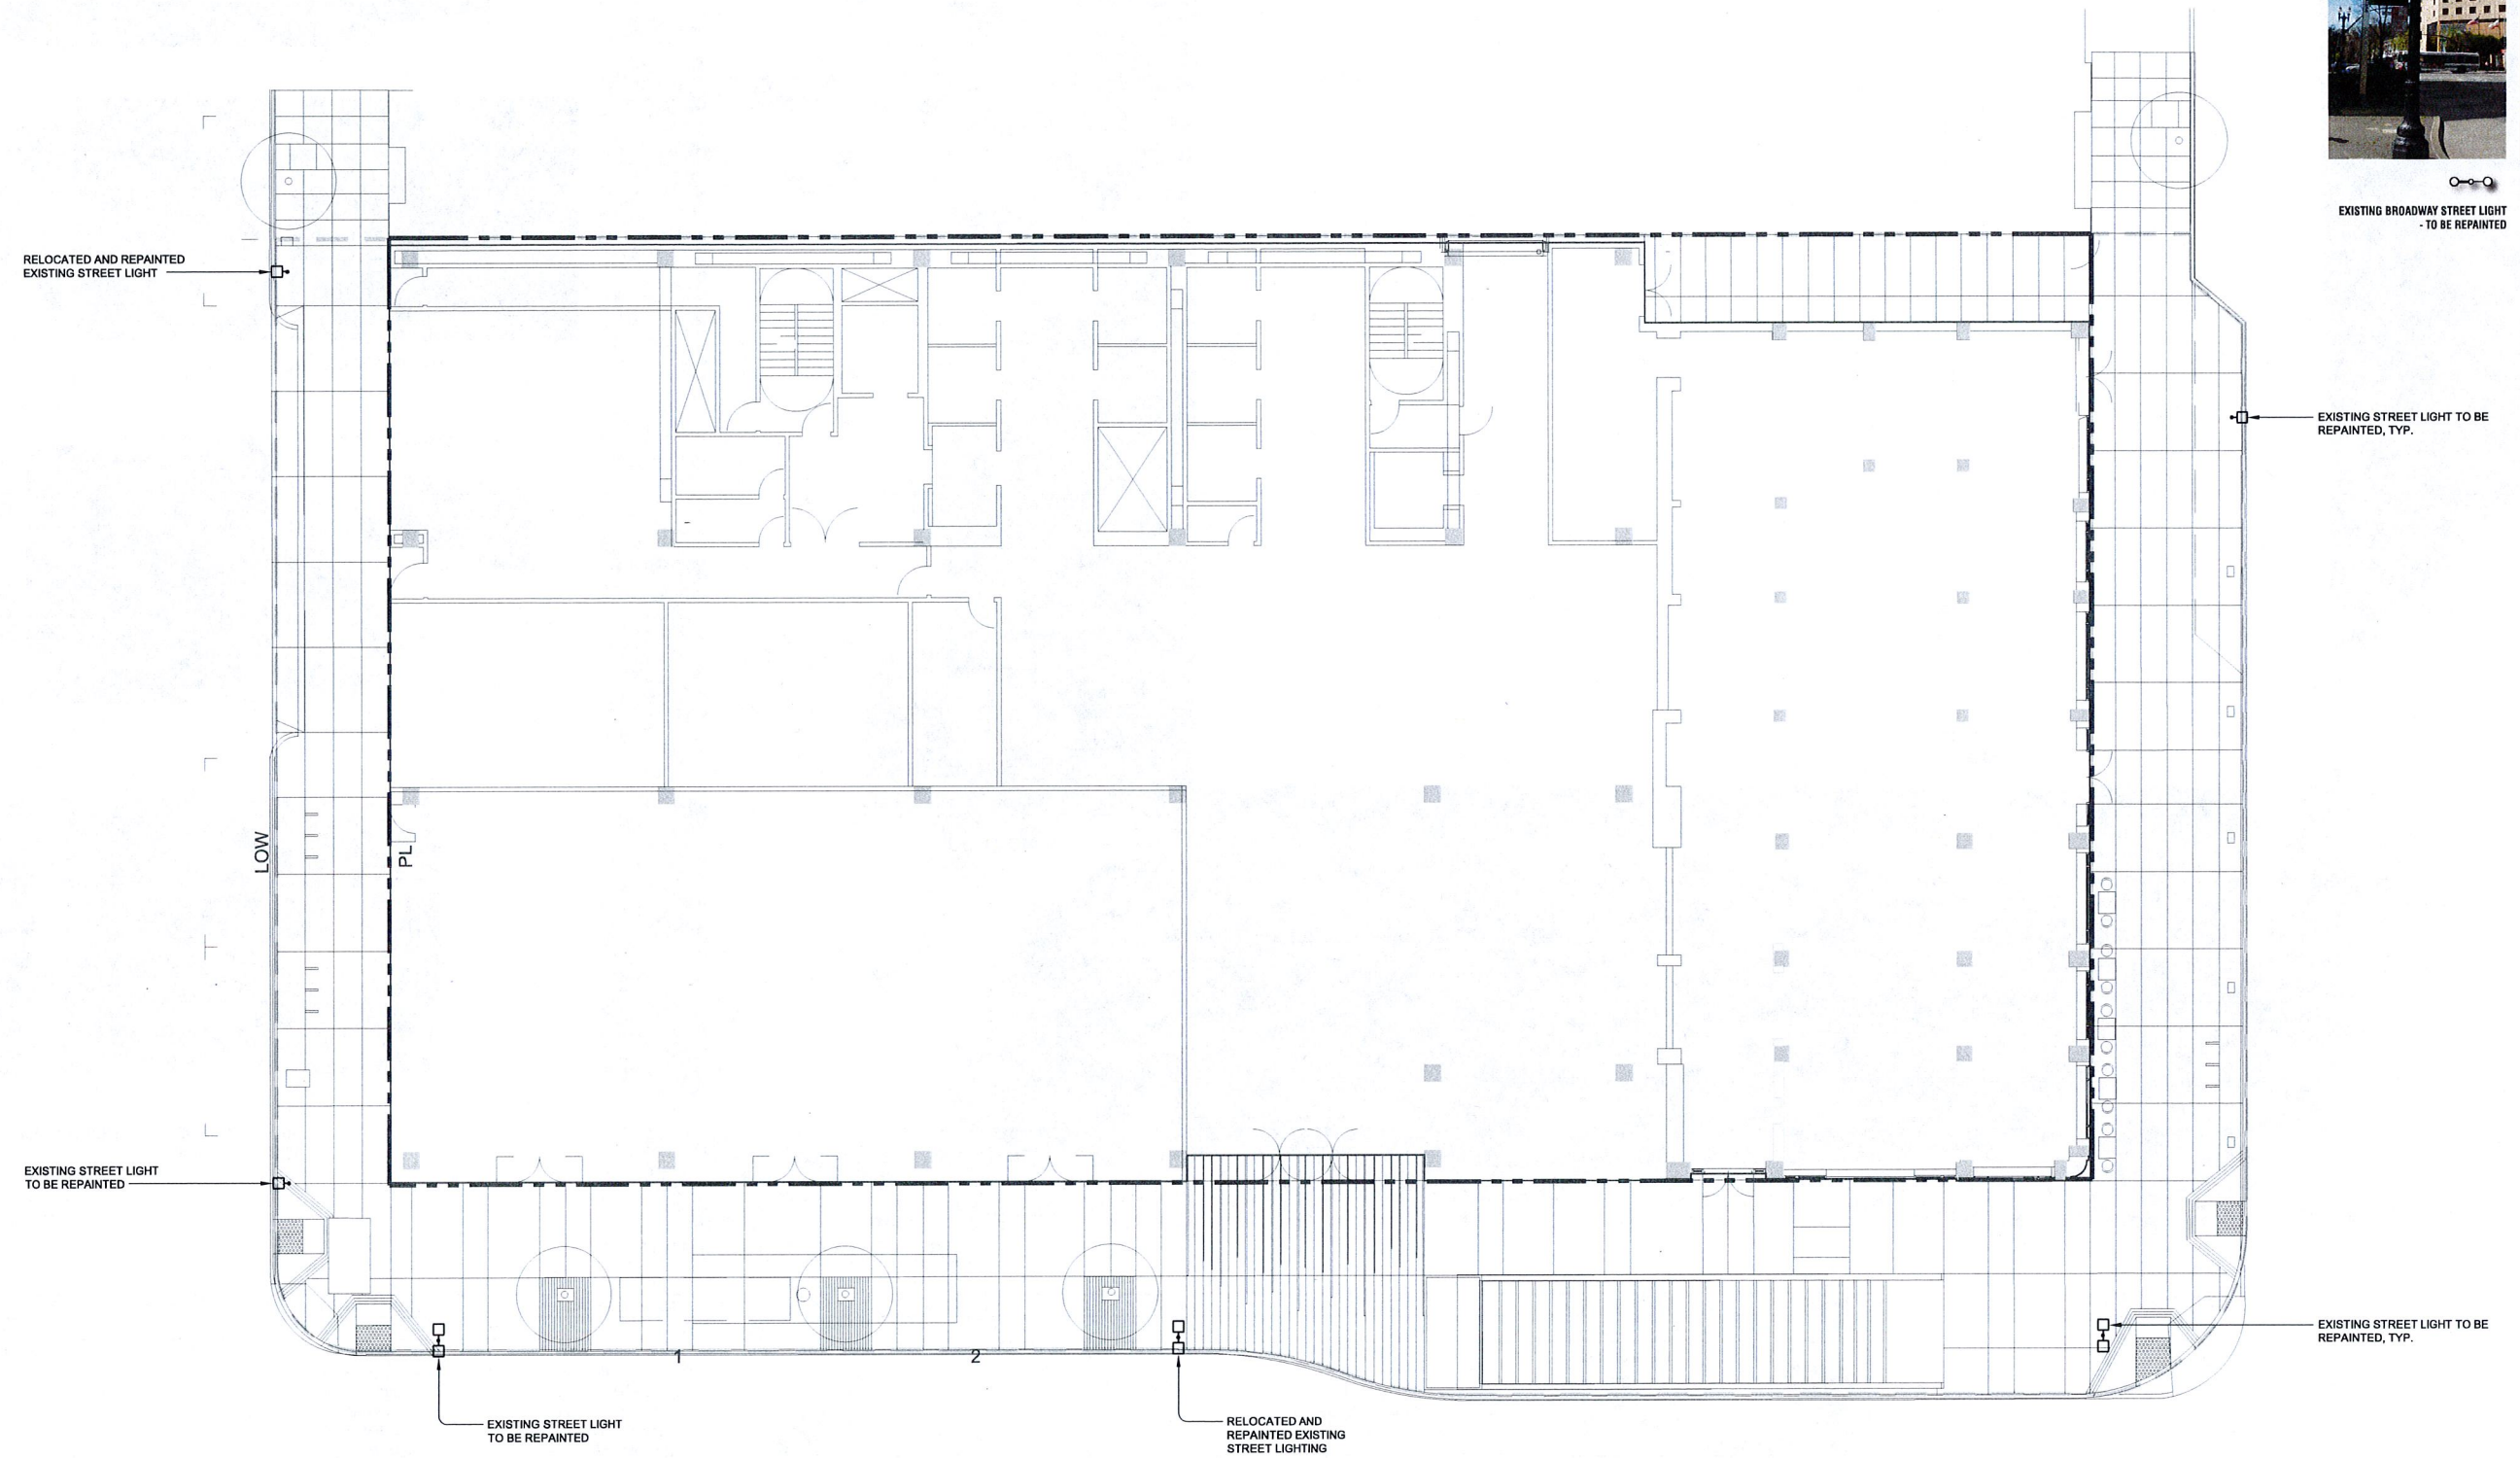 EXISTING BROADWAY STREET LIGHT
- TO BE REPAINTED
RELOCATED AND REPAINTED
EXISTING STREET LIGHT
EXISTING STREET LIGHT TO BE
REPAINTED, TYP.
LOW
PL
EXISTING STREET LIGHT
TO BE REPAINTED
EXISTING STREET LIGHT TO BE
REPAINTED, TYP.
1
2
EXISTING STREET LIGHT
TO BE REPAINTED
RELOCATED AND
REPAINTED EXISTING
STREET LIGHTING